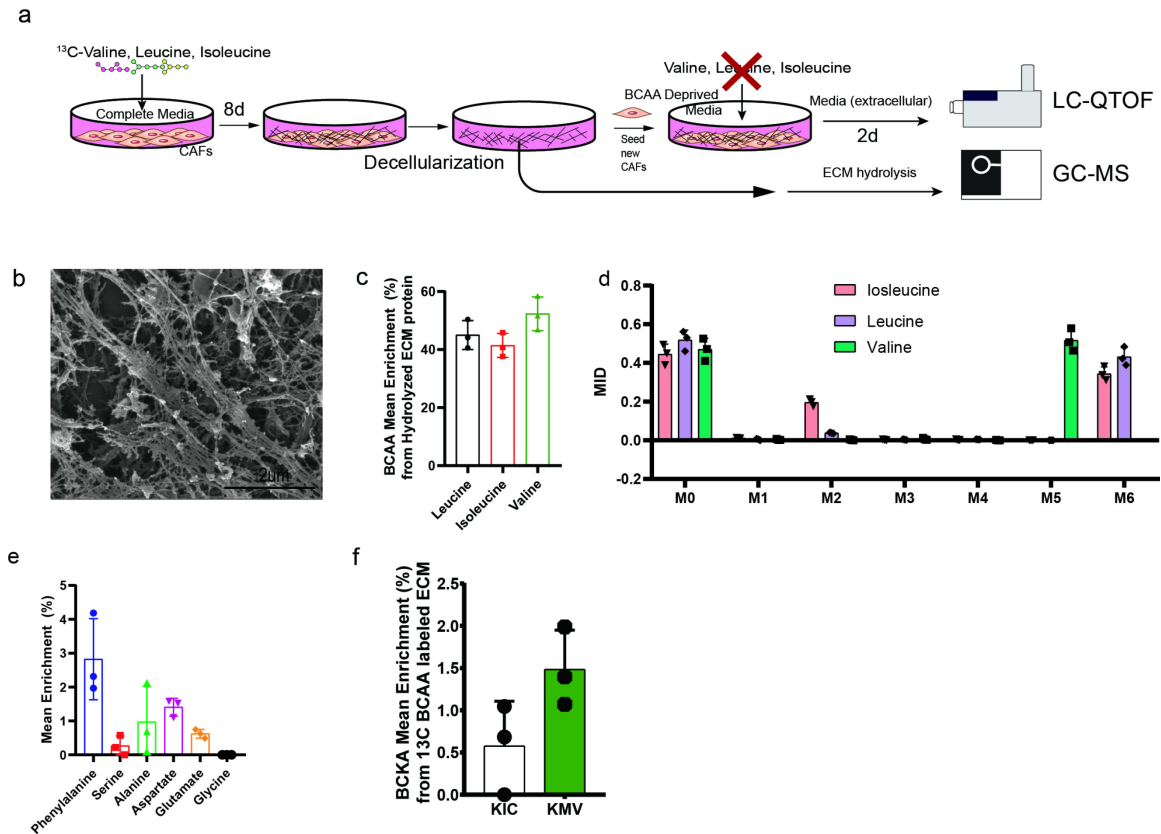 a
¹³C-Valine, Leucine, Isoleucine
Complete Media
CAFs
8d
Decellularization
Seed
new
CAFs
Valine, Leucine, Isoleucine
BCAA Deprived
Media
Media (extracellular)
2d
LC-QTOF
ECM hydrolysis
GC-MS
b
2um
c
BCAA Mean Enrichment (%)
from Hydrolyzed ECM protein
60
40
20
0
Leucine
Isoleucine
Valine
d
MID
0.8
0.6
0.4
0.2
0.0
-0.2
Iosleucine
Leucine
Valine
M0 M1 M2 M3 M4 M5 M6
e
Mean Enrichment (%)
5
4
3
2
1
0
Phenylalanine
Serine
Alanine
Aspartate
Glutamate
Glycine
f
BCKA Mean Enrichment (%)
from 13C BCAA labeled ECM
2.5
2.0
1.5
1.0
0.5
0.0
KIC KMV